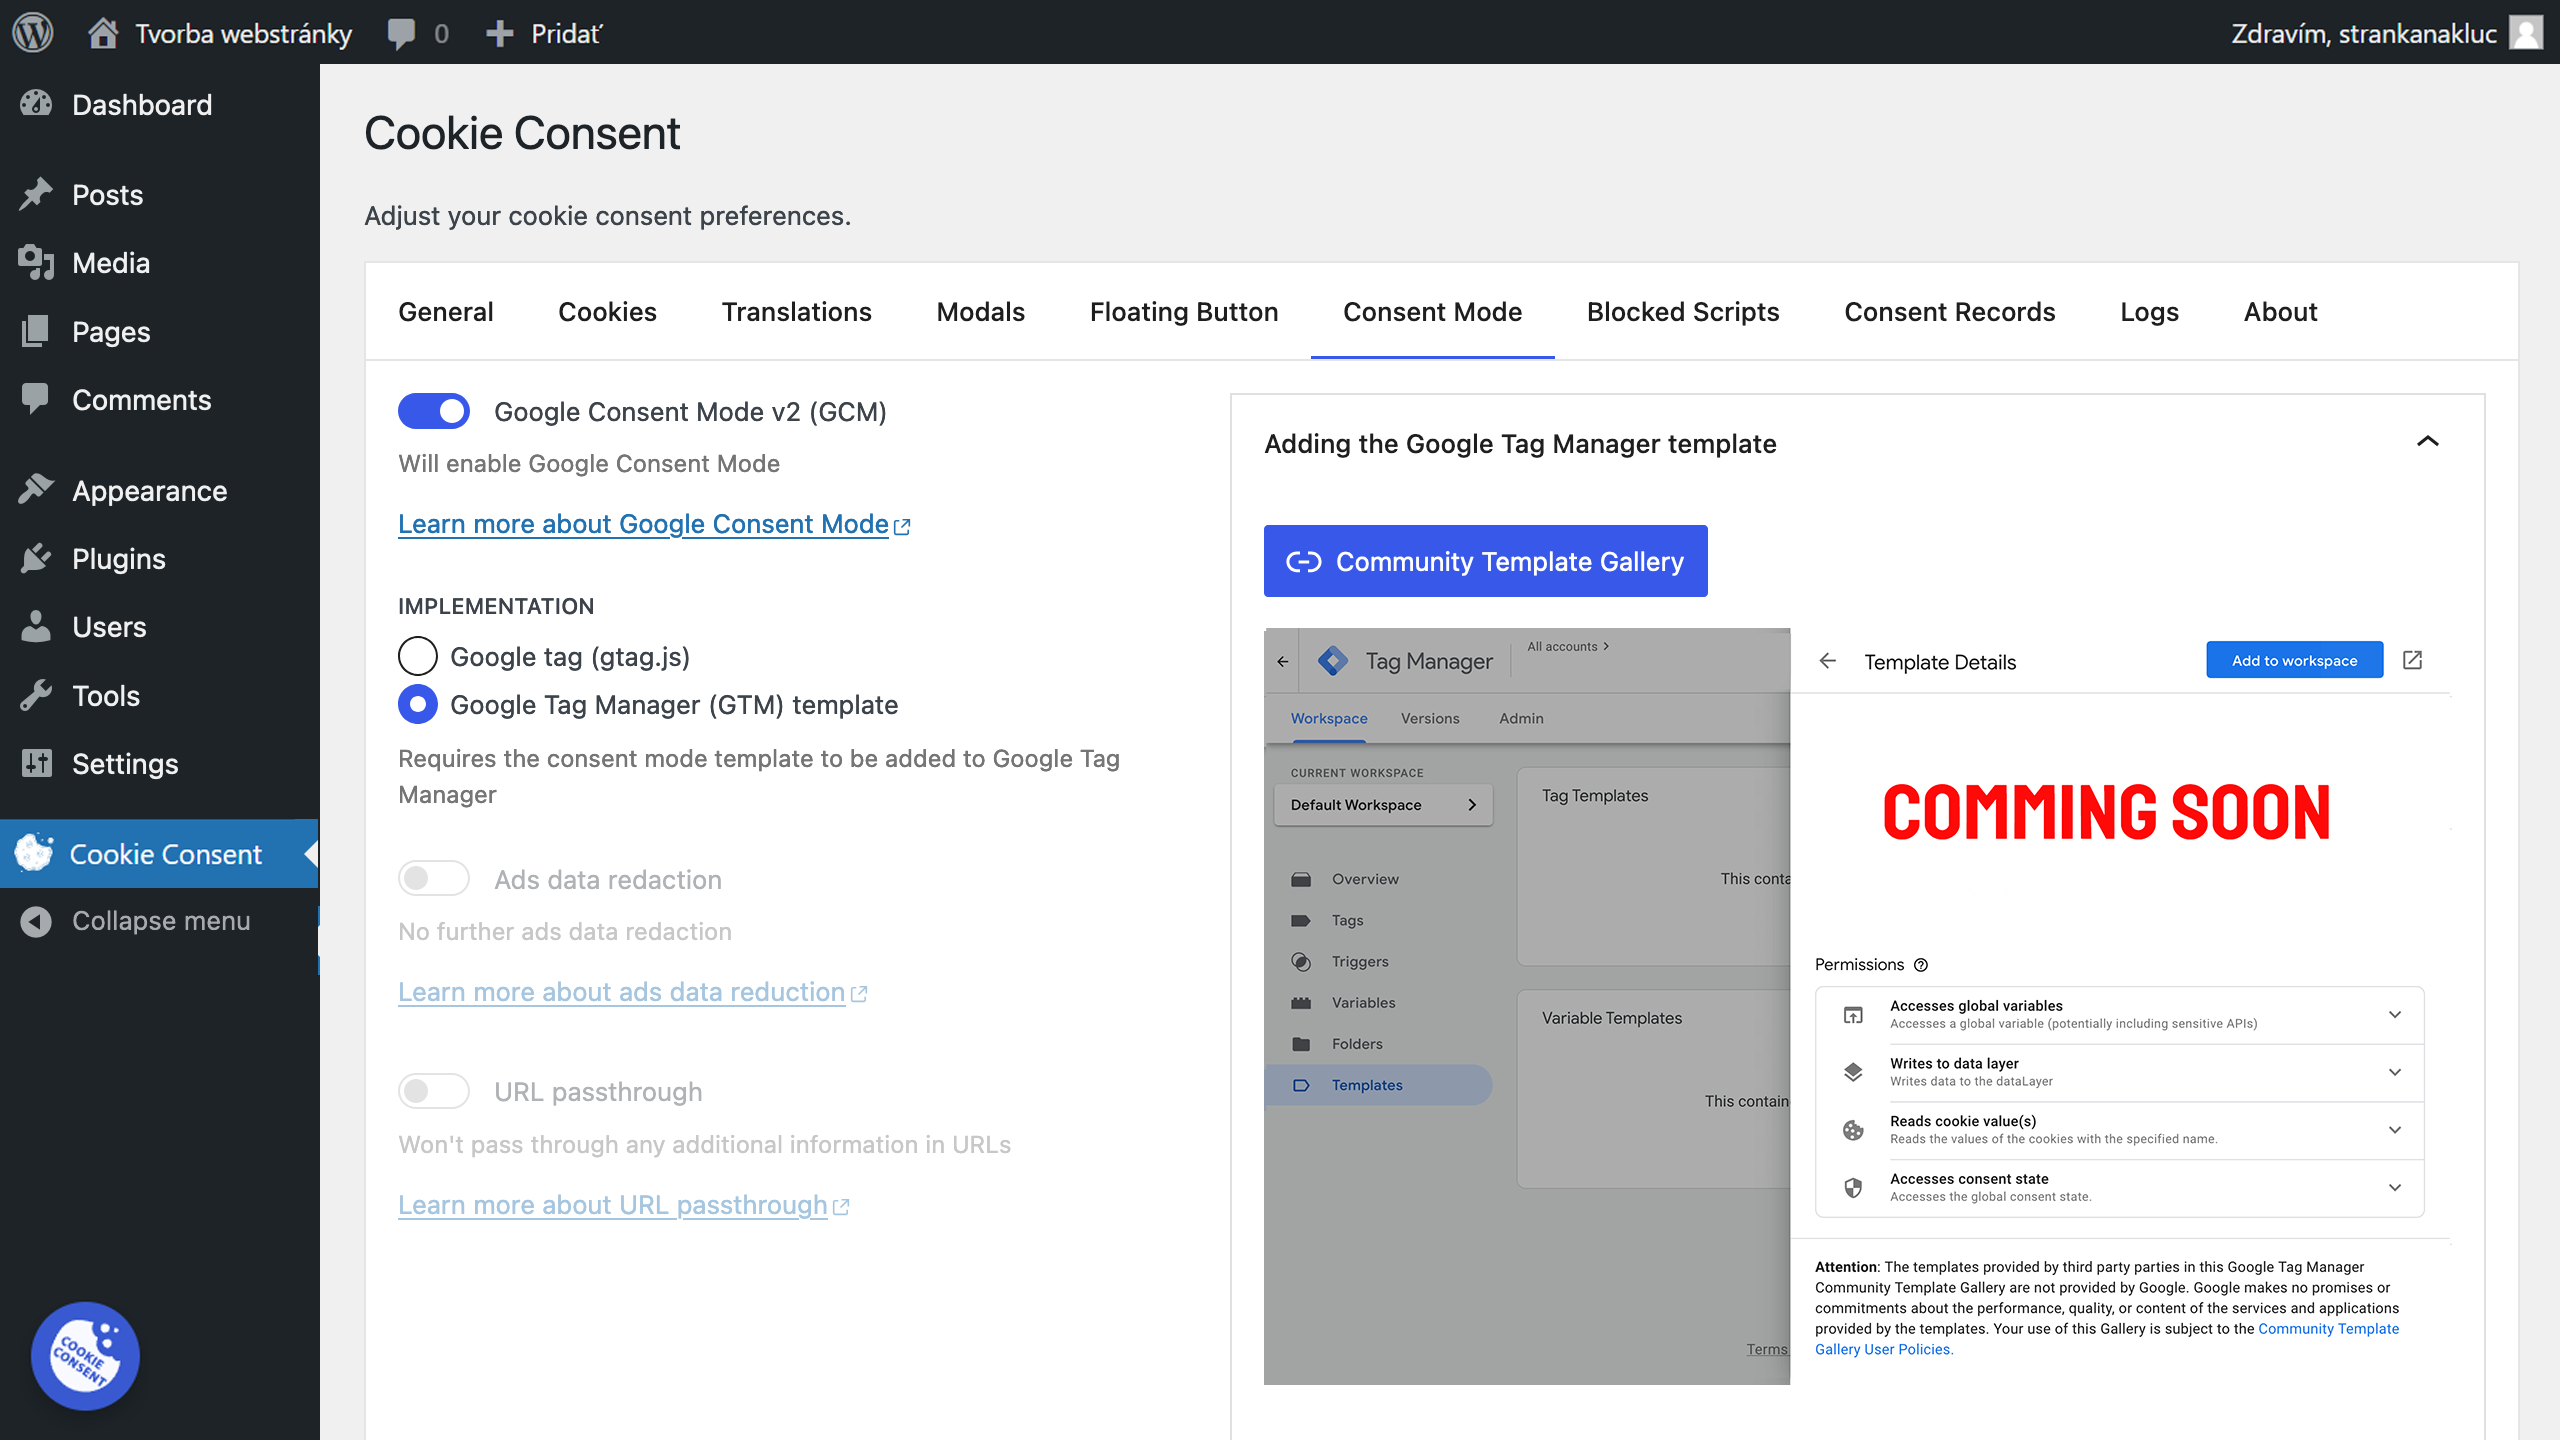 Tvorba webstránky
0
Pridať
Zdravím, strankanakluc
Dashboard
Posts
Media
Pages
Comments
Appearance
Plugins
Users
Tools
Settings
Cookie Consent
Collapse menu
COOKIE
CONSENT
Cookie Consent
Adjust your cookie consent preferences.
General
Cookies
Translations
Modals
Floating Button
Consent Mode
Blocked Scripts
Consent Records
Logs
About
Google Consent Mode v2 (GCM)
Will enable Google Consent Mode
Learn more about Google Consent Mode
IMPLEMENTATION
Google tag (gtag.js)
Google Tag Manager (GTM) template
Requires the consent mode template to be added to Google Tag
Manager
Ads data redaction
No further ads data redaction
Learn more about ads data reduction
URL passthrough
Won't pass through any additional information in URLs
Learn more about URL passthrough
Adding the Google Tag Manager template
Community Template Gallery
Tag Manager
All accounts
Workspace
Versions
Admin
CURRENT WORKSPACE
Default Workspace
Overview
Tags
Triggers
Variables
Folders
Templates
Tag Templates
This conta
Variable Templates
This contain
Terms
Template Details
Add to workspace
COMMING SOON
Permissions
Accesses global variables
Accesses a global variable (potentially including sensitive APIs)
Writes to data layer
Writes data to the dataLayer
Reads cookie value(s)
Reads the values of the cookies with the specified name.
Accesses consent state
Accesses the global consent state.
Attention: The templates provided by third party parties in this Google Tag Manager
Community Template Gallery are not provided by Google. Google makes no promises or
commitments about the performance, quality, or content of the services and applications
provided by the templates. Your use of this Gallery is subject to the Community Template
Gallery User Policies.